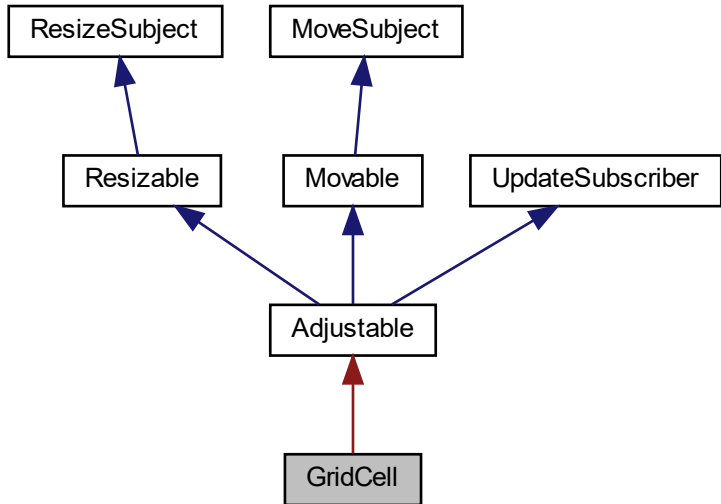 ResizeSubject
MoveSubject
Resizable
Movable
UpdateSubscriber
Adjustable
GridCell